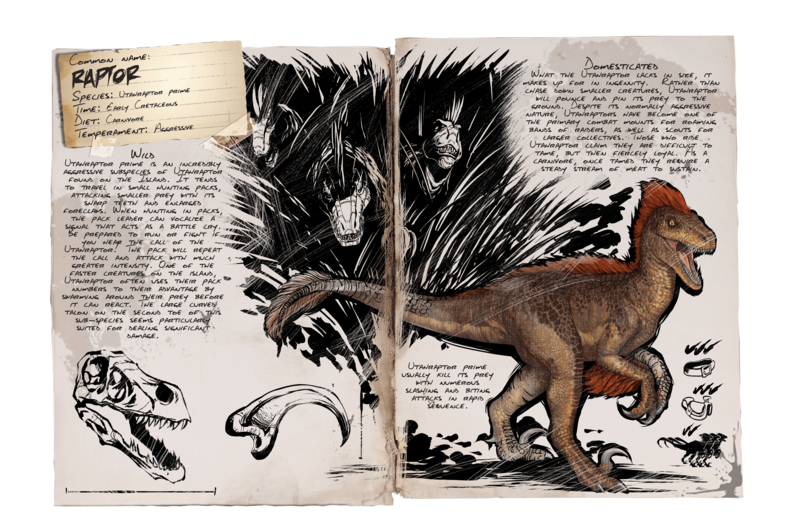 Common name:
RAPTOR
Species: Utahraptor prime
Time: Early Cretaceous
Diet: Carnivore
Temperament: Aggressive
Wild
Utahraptor prime is an incredibly
aggressive subspecies of Utahraptor
found on the Island. It tends
to travel in small hunting packs,
attacking smaller prey with its
sharp teeth and enlarged
foreclaws. When hunting in packs,
the pack leader can vocalize a
signal that acts as a battle cry.
Be prepared to run or fight if
you hear the call of the
Utahraptor. The pack will repeat
the call and attack with much
greater intensity. One of the
faster creatures on the island,
Utahraptor often uses their pack
numbers to their advantage by
swarming around their prey before
it can react. The large curved
talon on the second toe of this
sub-species seems particularly
suited for dealing significant
damage.
Domesticated
What the Utahraptor lacks in size, it
makes up for in ingenuity. Rather than
chase down smaller creatures, Utahraptor
will pounce and pin its prey to the
ground. Despite its normally aggressive
nature, Utahraptors have become one of
the primary combat mounts for roaming
bands of raiders, as well as scouts for
larger collectives. Those who ride
Utahraptor claim they are difficult to
tame, but then fiercely loyal. As a
carnivore, once tamed they require a
steady stream of meat to sustain.
Utahraptor prime
usually kill its prey
with numerous
slashing and biting
attacks in rapid
sequence.